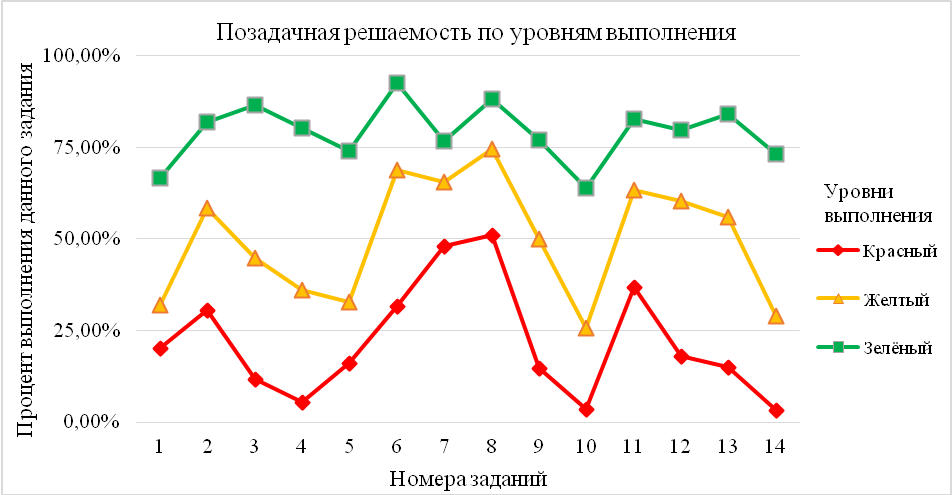 Позадачная решаемость по уровням выполнения
Процент выполнения данного задания
100,00%
75,00%
50,00%
25,00%
0,00%
1 2 3 4 5 6 7 8 9 10 11 12 13 14
Номера заданий
Уровни
выполнения
Красный
Желтый
Зелёный